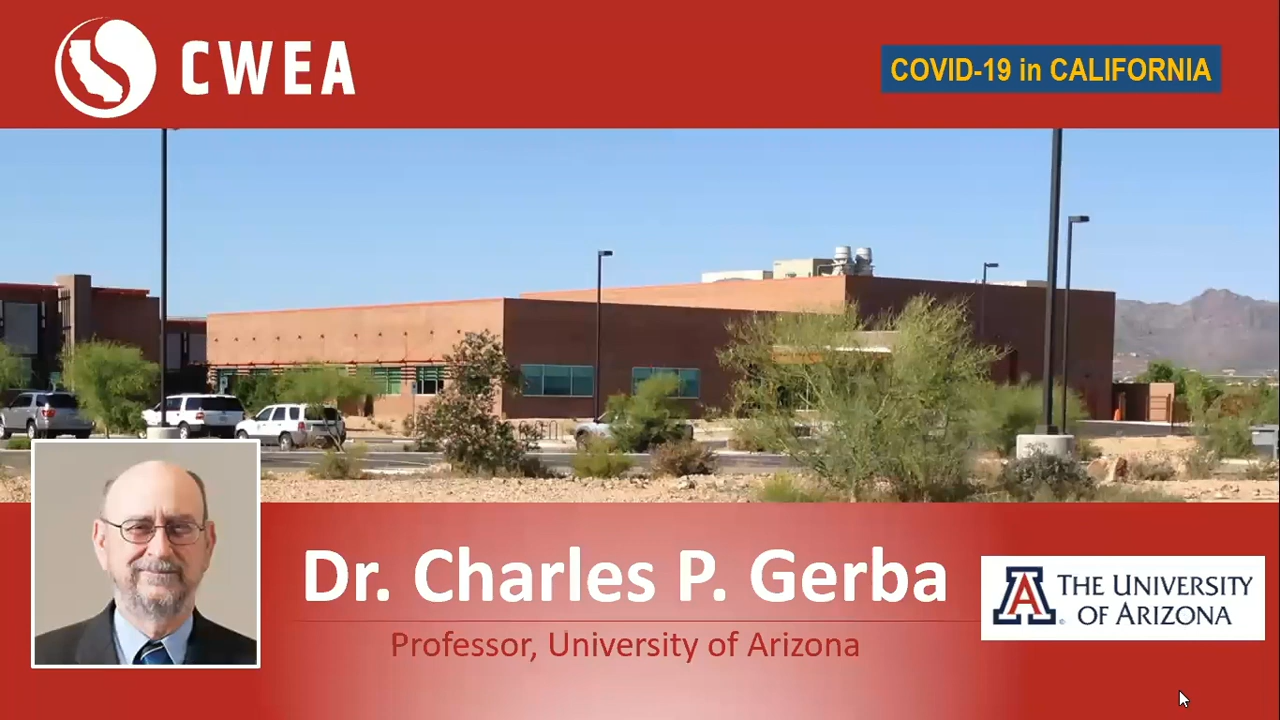 CWEA
COVID-19 in CALIFORNIA
Dr. Charles P. Gerba
Professor, University of Arizona
A
THE UNIVERSITY
OF ARIZONA